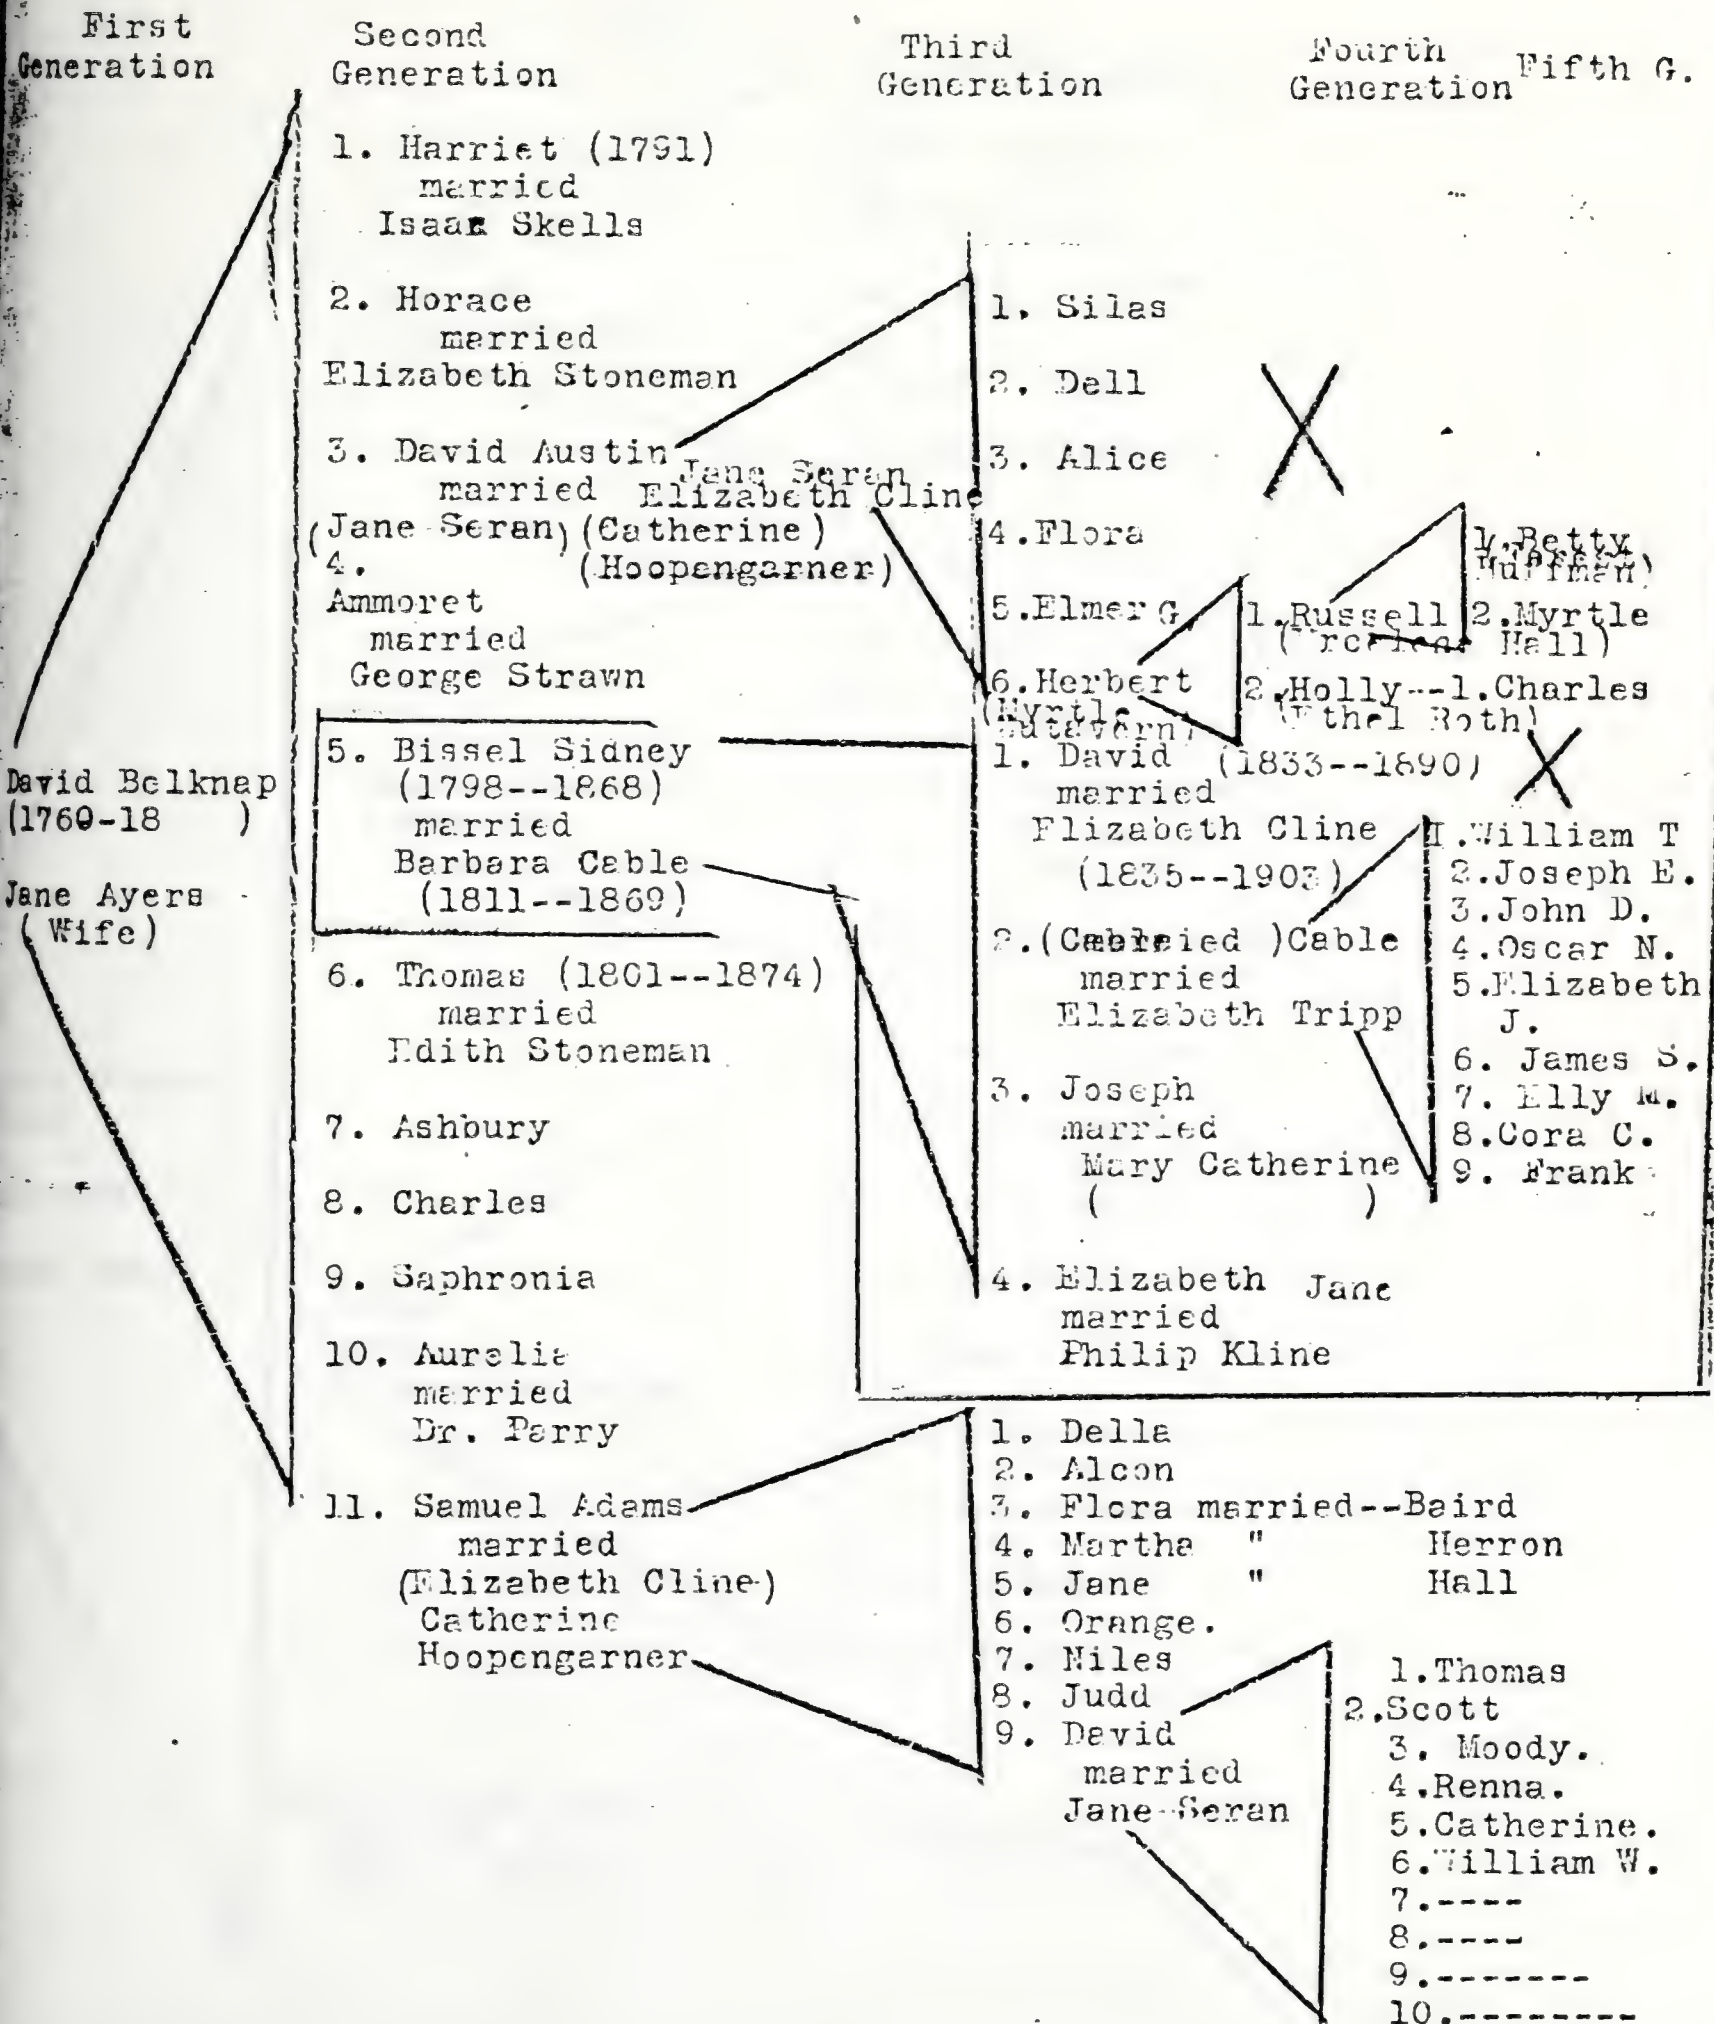 First
Generation
Second
Generation
Third
Generation
Fourth
Generation
Fifth G.
David Belknap
(1760-18    )
Jane Ayers
(Wife)
1. Harriet (1791)
married
Isaac Skells
2. Horace
married
Elizabeth Stoneman
3. David Austin
married
Jane Seran
Elizabeth Cline
(Jane Seran) (Catherine )
(Hoopengarner)
4.
Ammoret
married
George Strawn
5. Bissel Sidney
(1798--1868)
married
Barbara Cable
(1811--1869)
6. Thomas (1801--1874)
married
Edith Stoneman
7. Ashbury
8. Charles
9. Saphronia
10. Aurelia
married
Dr. Parry
11. Samuel Adams
married
(Elizabeth Cline)
Catherine
Hoopengarner
1. Silas
2. Dell
3. Alice
4.Flora
5.Elmer G.
6.Herbert
(Myrtle
1.Russell
Hall)
2.Holly--1.Charles
(Ethel Roth)
1.Betty
Huffman)
2.Myrtle
1. David (1833--1890)
married
Elizabeth Cline
(1835--1903)
2.( )Cable
married
Elizabeth Tripp
3. Joseph
married
Mary Catherine
(          )
4. Elizabeth Jane
married
Philip Kline
1.William T
2.Joseph E.
3.John D.
4.Oscar N.
5.Elizabeth
J.
6. James S.
7. Elly M.
8.Cora C.
9. Frank
1. Della
2. Alcon
3. Flora married--Baird
4. Martha " Herron
5. Jane " Hall
6. Orange.
7. Niles
8. Judd
9. David
married
Jane Seran
1.Thomas
2.Scott
3. Moody.
4.Renna.
5.Catherine.
6.William W.
7.----
8.----
9.-------
10.--------